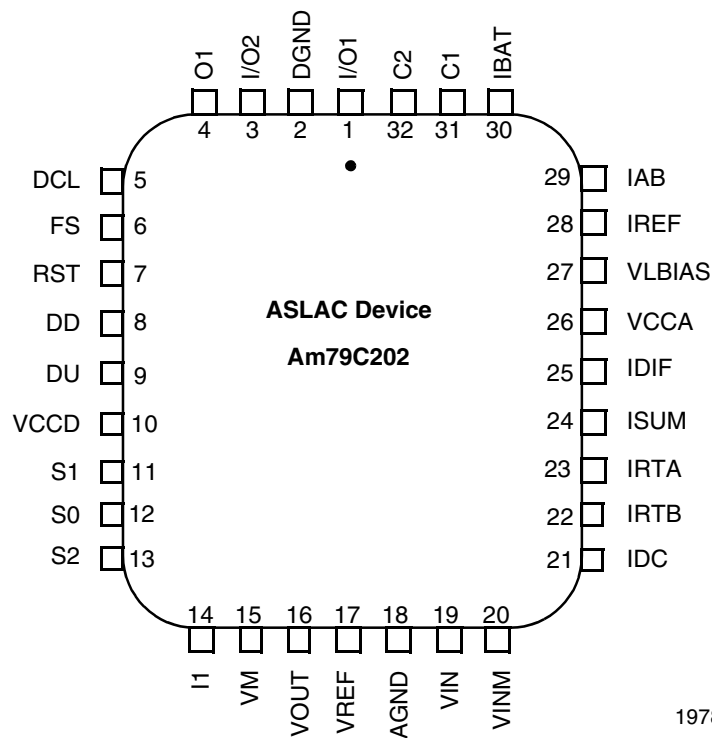 O1 I/O2 DGND I/O1 C2 C1 IBAT
4 3 2 1 32 31 30
DCL 5 29 IAB
FS 6 28 IREF
RST 7 27 VLBIAS
ASLAC Device
DD 8 26 VCCA
Am79C202
DU 9 25 IDIF
VCCD 10 24 ISUM
S1 11 23 IRTA
S0 12 22 IRTB
S2 13 21 IDC
14 15 16 17 18 19 20
I1 VM VOUT VREF AGND VIN VINM
1978